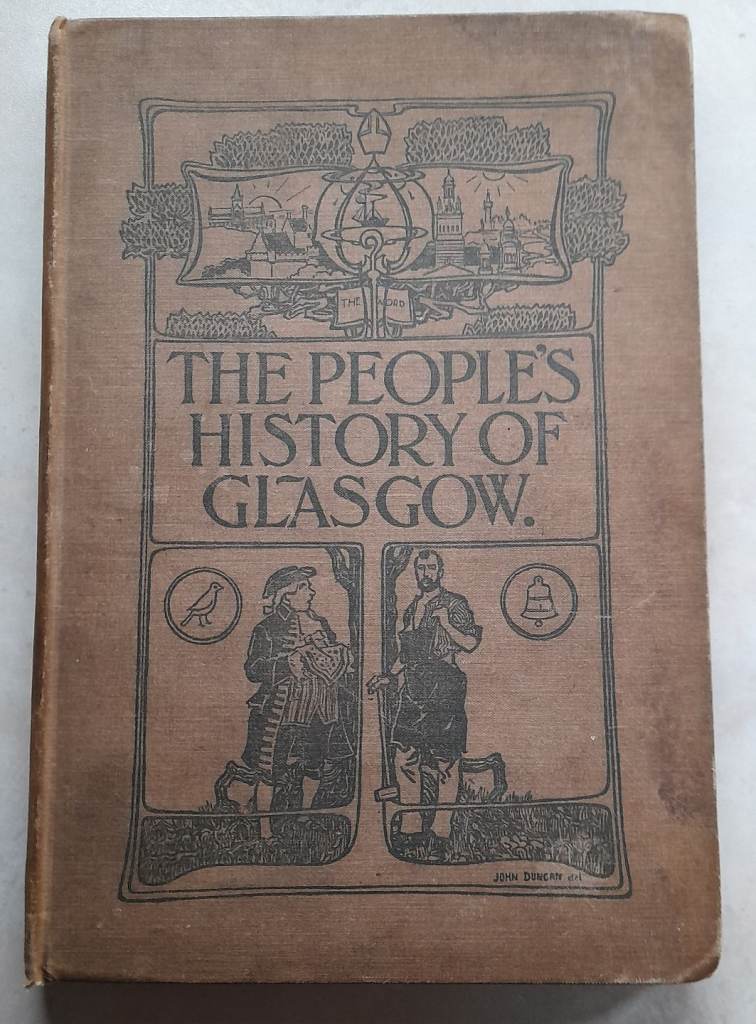 THE WORD
THE PEOPLE'S
HISTORY OF
GLASGOW.
JOHN DUNCAN del